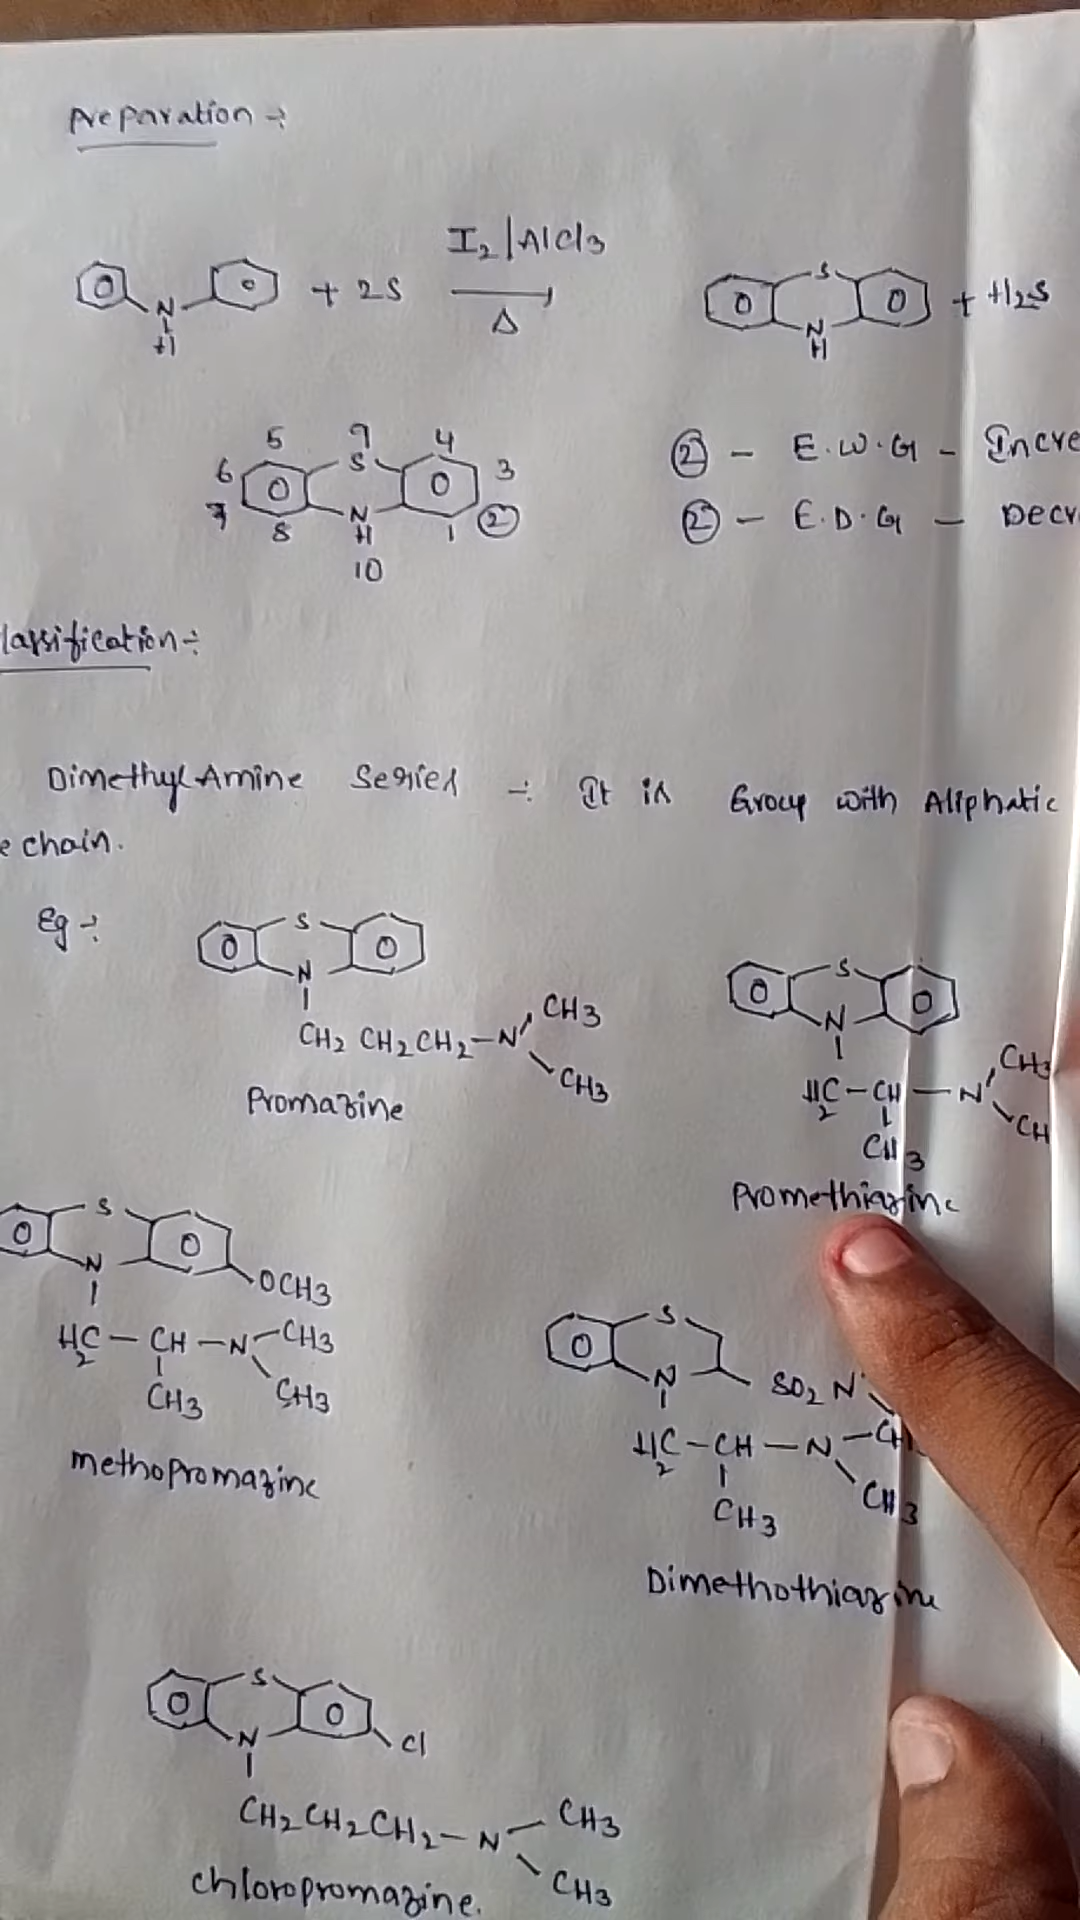 Preparation :-
I2/AlCl3
N H + 2S Δ S N H + H2S
5 9 4
6 S 3
7 N 2
8 H 1
10
② - E.W.G - Incre
② - E.D.G - Decr
lassification :-
Dimethyl Amine Series :- It is Group with Aliphatic
e chain.
Eg :-
S
N
CH2 CH2 CH2-N CH3
CH3
Promazine
S
N
H2C-CH-N CH3
CH3 CH
Promethiazine
S
N OCH3
H2C-CH-N-CH3
CH3 CH3
methopromazine
S
N SO2 N
H2C-CH-N-CH
CH3 CH3
Dimethothiazine
S
N Cl
CH2CH2CH2-N-CH3
CH3
chloropromazine.